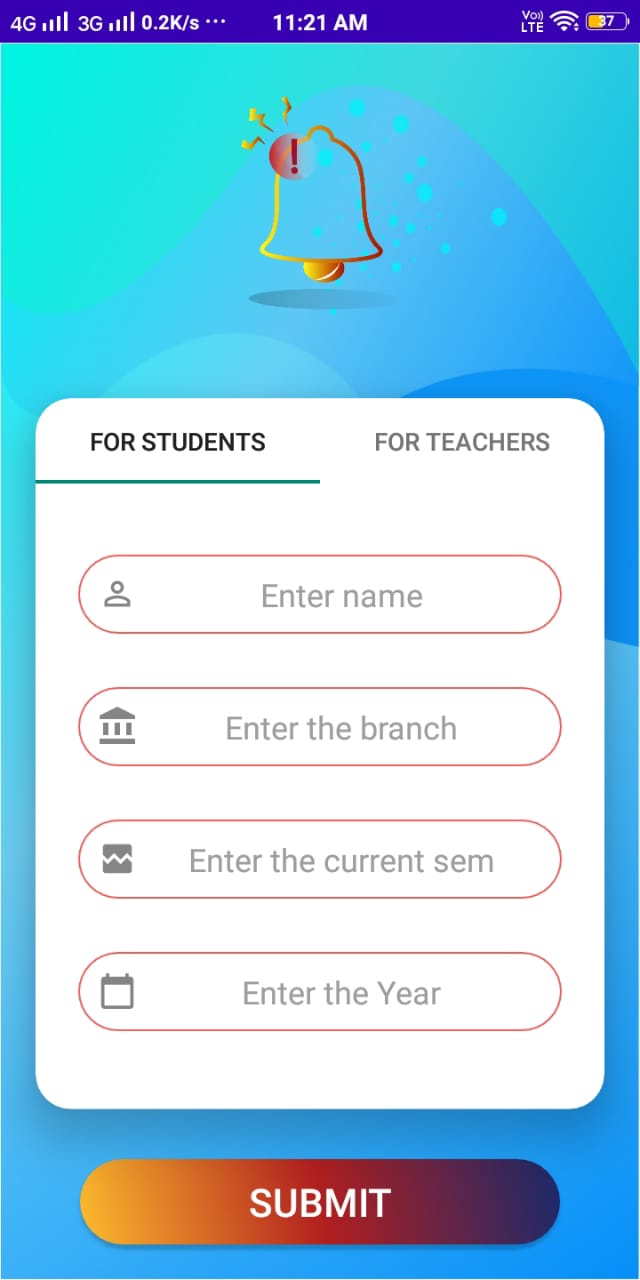 4G 3G 0.2K/s ... 11:21 AM Vo)) LTE 37
!
FOR STUDENTS FOR TEACHERS
Enter name
Enter the branch
Enter the current sem
Enter the Year
SUBMIT